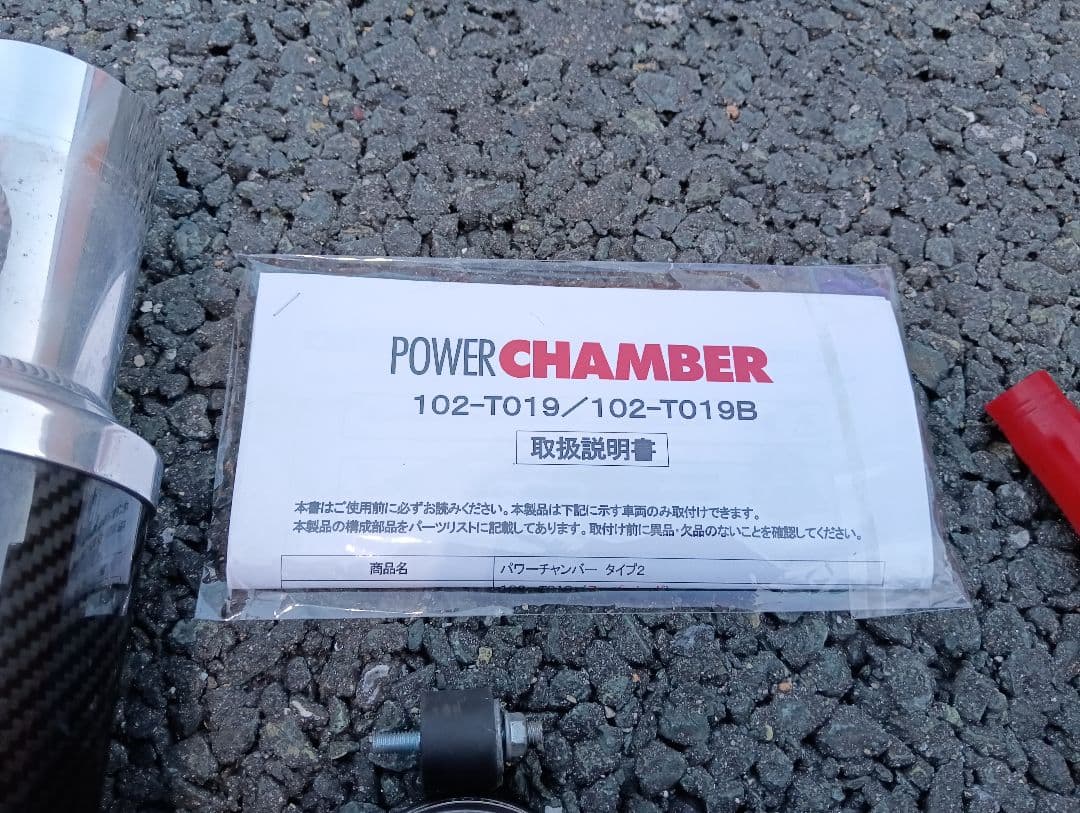 POWER CHAMBER
102-T019／102-T019B
取扱説明書
本書はご使用前に必ずお読みください。本製品は下記に示す車両のみ取付けできます。
本製品の構成部品をパーツリストに記載してあります。取付け前に異品・欠品のないことを確認してください。
商品名 パワーチャンバー タイプ2